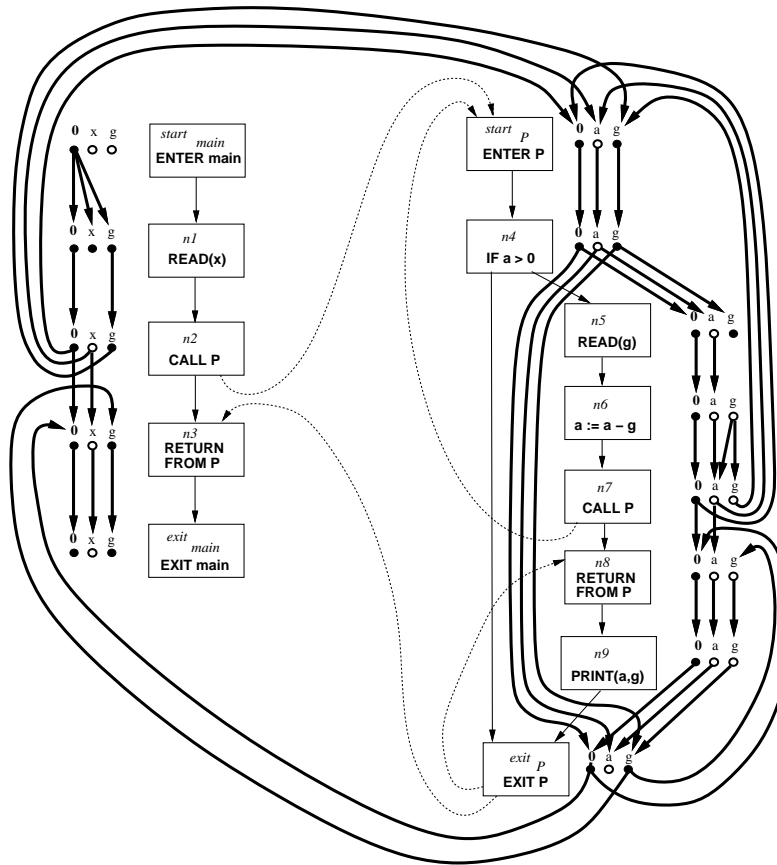 0 x g
start main
ENTER main
0 x g
n1
READ(x)
0 x g
n2
CALL P
0 x g
n3
RETURN
FROM P
0 x g
exit main
EXIT main
0 a g
start P
ENTER P
0 a g
n4
IF a > 0
0 a g
n5
READ(g)
0 a g
n6
a := a – g
0 a g
n7
CALL P
0 a g
n8
RETURN
FROM P
0 a g
n9
PRINT(a,g)
0 a g
exit P
EXIT P